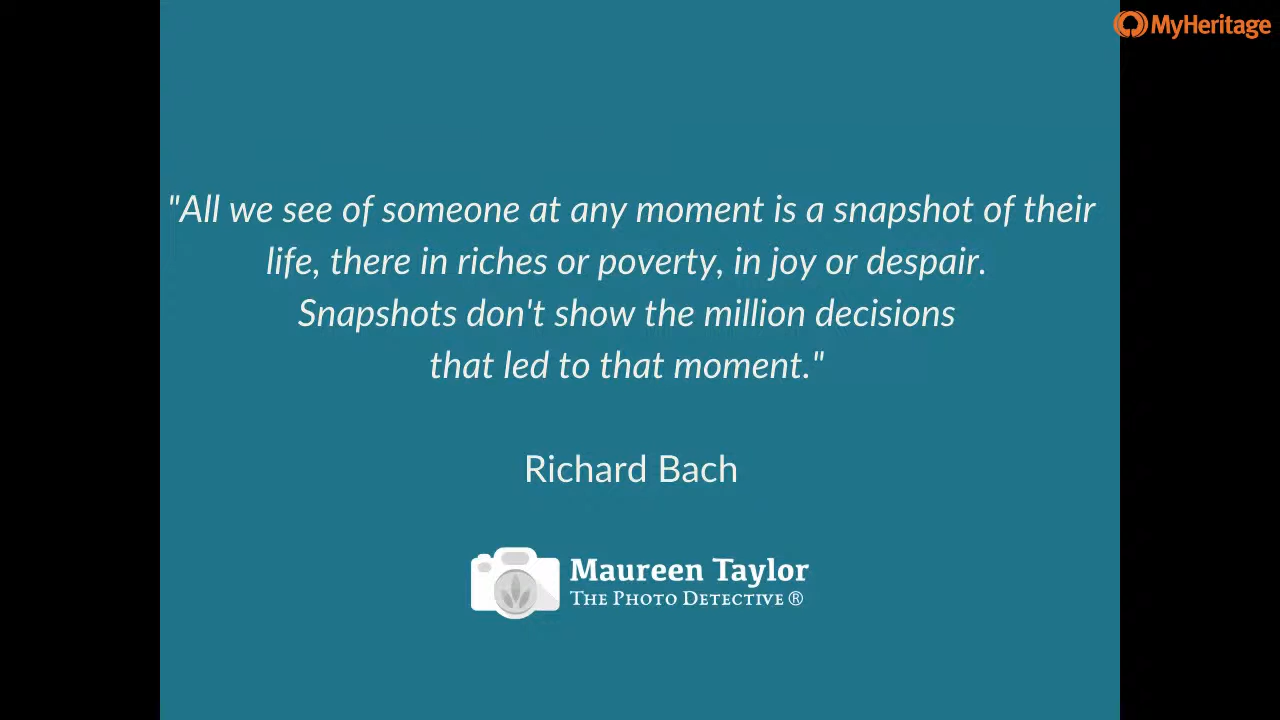 MyHeritage
"All we see of someone at any moment is a snapshot of their
life, there in riches or poverty, in joy or despair.
Snapshots don't show the million decisions
that led to that moment."
Richard Bach
Maureen Taylor
The Photo Detective ®